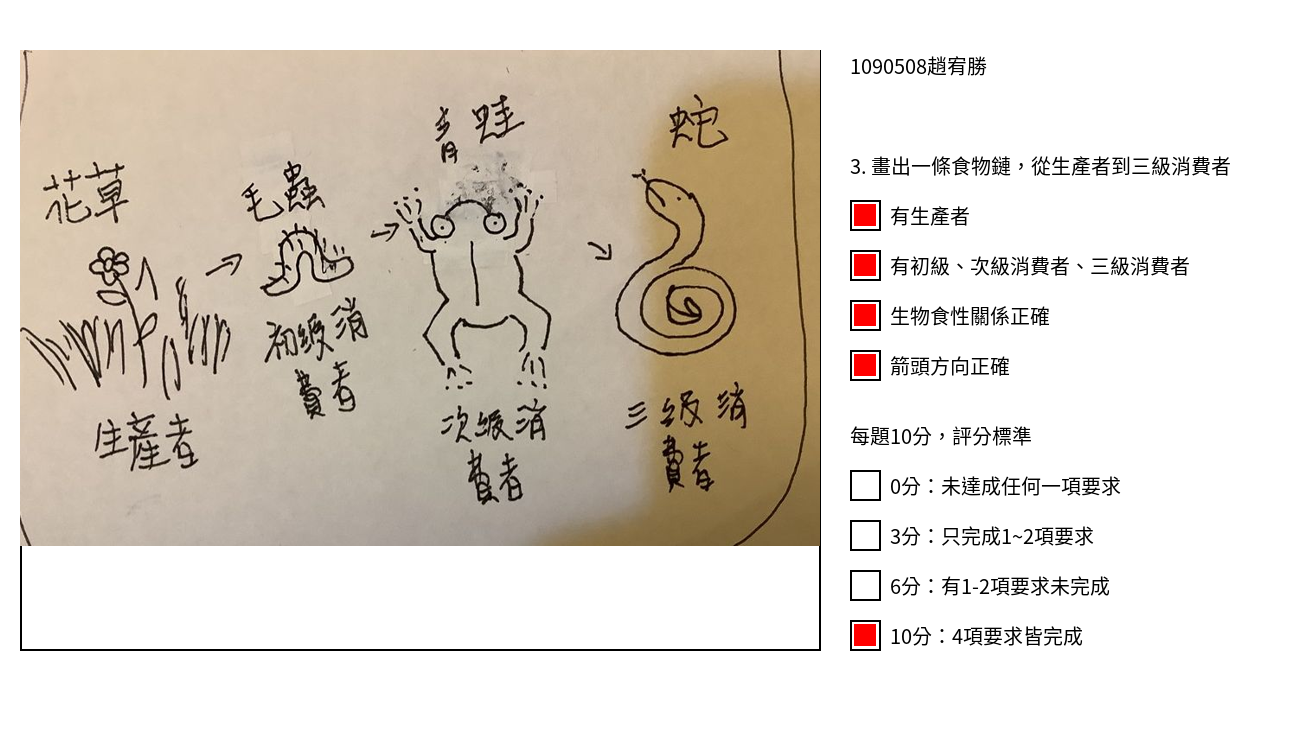 花草
毛蟲
青蛙
蛇
生產者
初級消
費者
次級消
費者
三級消
費者
1090508趙宥勝
3. 畫出一條食物鏈，從生產者到三級消費者
有生產者
有初級、次級消費者、三級消費者
生物食性關係正確
箭頭方向正確
每題10分，評分標準
0分：未達成任何一項要求
3分：只完成1~2項要求
6分：有1-2項要求未完成
10分：4項要求皆完成